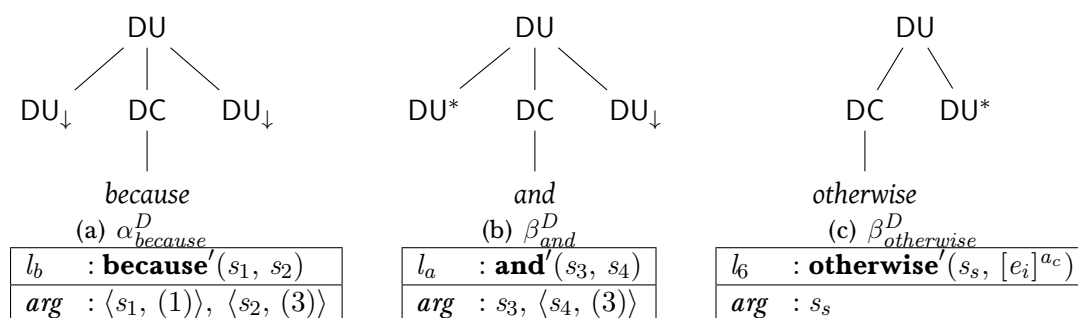 DU DU DU
DU↓ DC DU↓ DU* DC DU↓ DC DU*
because and otherwise
(a) α^D_because (b) β^D_and (c) β^D_otherwise
l_b : because′(s_1, s_2) l_a : and′(s_3, s_4) l_6 : otherwise′(s_s, [e_i]^{a_c})
arg : ⟨s_1, (1)⟩, ⟨s_2, (3)⟩ arg : s_3, ⟨s_4, (3)⟩ arg : s_s